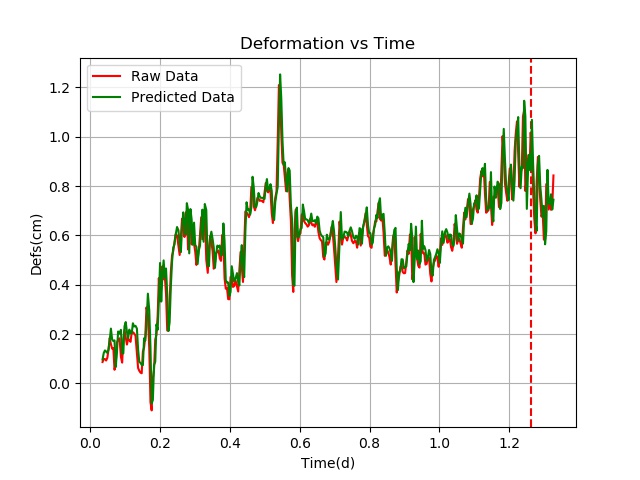 Deformation vs Time
Raw Data
Predicted Data
Defs(cm)
1.2
1.0
0.8
0.6
0.4
0.2
0.0
0.0 0.2 0.4 0.6 0.8 1.0 1.2
Time(d)